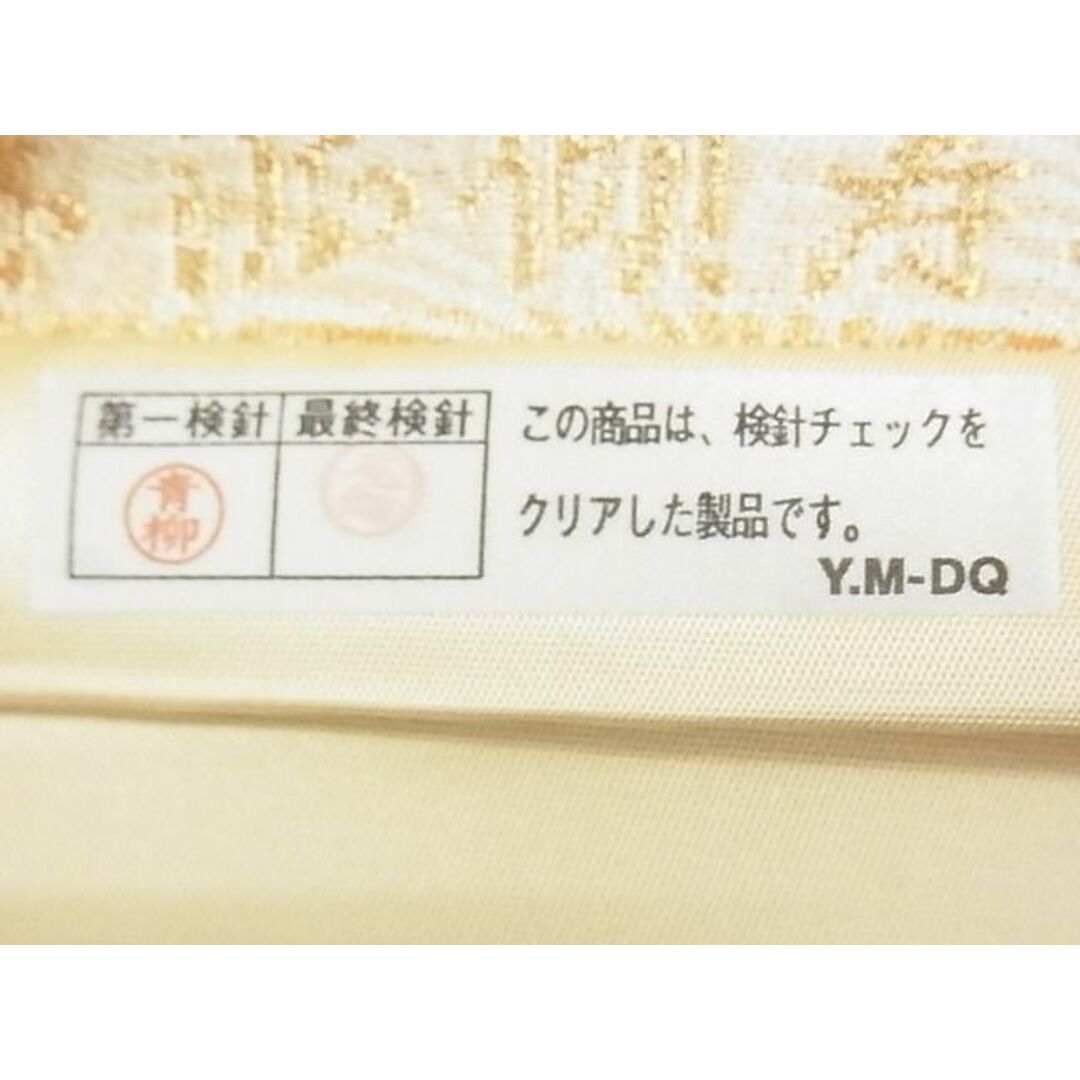 第一検針 最終検針
青柳
この商品は、検針チェックを
クリアした製品です。
Y.M-DQ